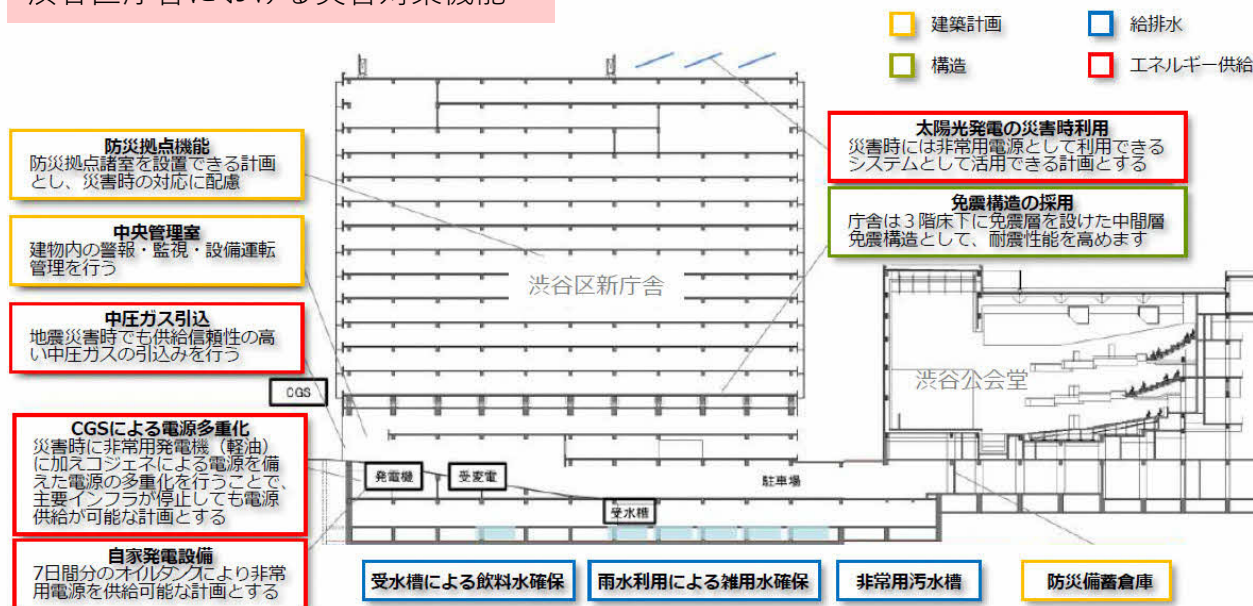 渋谷区庁舎における災害対策機能
建築計画
給排水
構造
エネルギー供給
防災拠点機能
防災拠点諸室を設置できる計画
とし、災害時の対応に配慮
太陽光発電の災害時利用
災害時には非常用電源として利用できる
システムとして活用できる計画とする
中央管理室
建物内の警報・監視・設備運転
管理を行う
免震構造の採用
庁舎は３階床下に免震層を設けた中間層
免震構造として、耐震性能を高めます
渋谷区新庁舎
中圧ガス引込
地震災害時でも供給信頼性の高
い中圧ガスの引込みを行う
渋谷公会堂
CGS
CGSによる電源多重化
災害時に非常用発電機（軽油）
に加えコジェネによる電源を備
えた電源の多重化を行うことで、
主要インフラが停止しても電源
供給が可能な計画とする
発電機
受変電
駐車場
受水槽
自家発電設備
7日間分のオイルタンクにより非常
用電源を供給可能な計画とする
受水槽による飲料水確保
雨水利用による雑用水確保
非常用汚水槽
防災備蓄倉庫